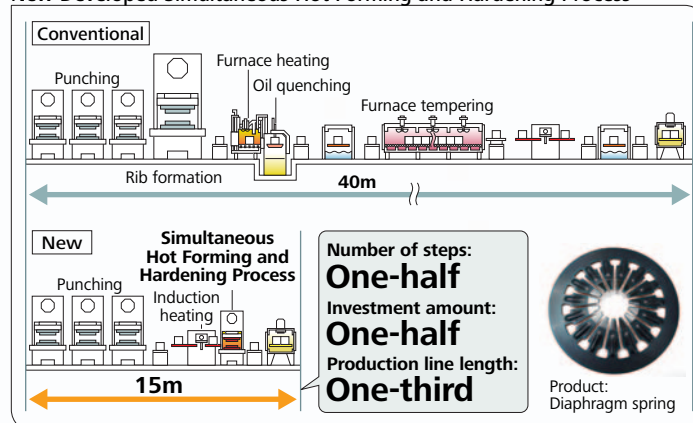 New Developed Simultaneous Hot Forming and Hardening Process
Conventional
Punching
Furnace heating
Oil quenching
Furnace tempering
Rib formation
40m
New
Simultaneous
Hot Forming and
Hardening Process
Punching
Induction
heating
15m
Number of steps:
One-half
Investment amount:
One-half
Production line length:
One-third
Product:
Diaphragm spring